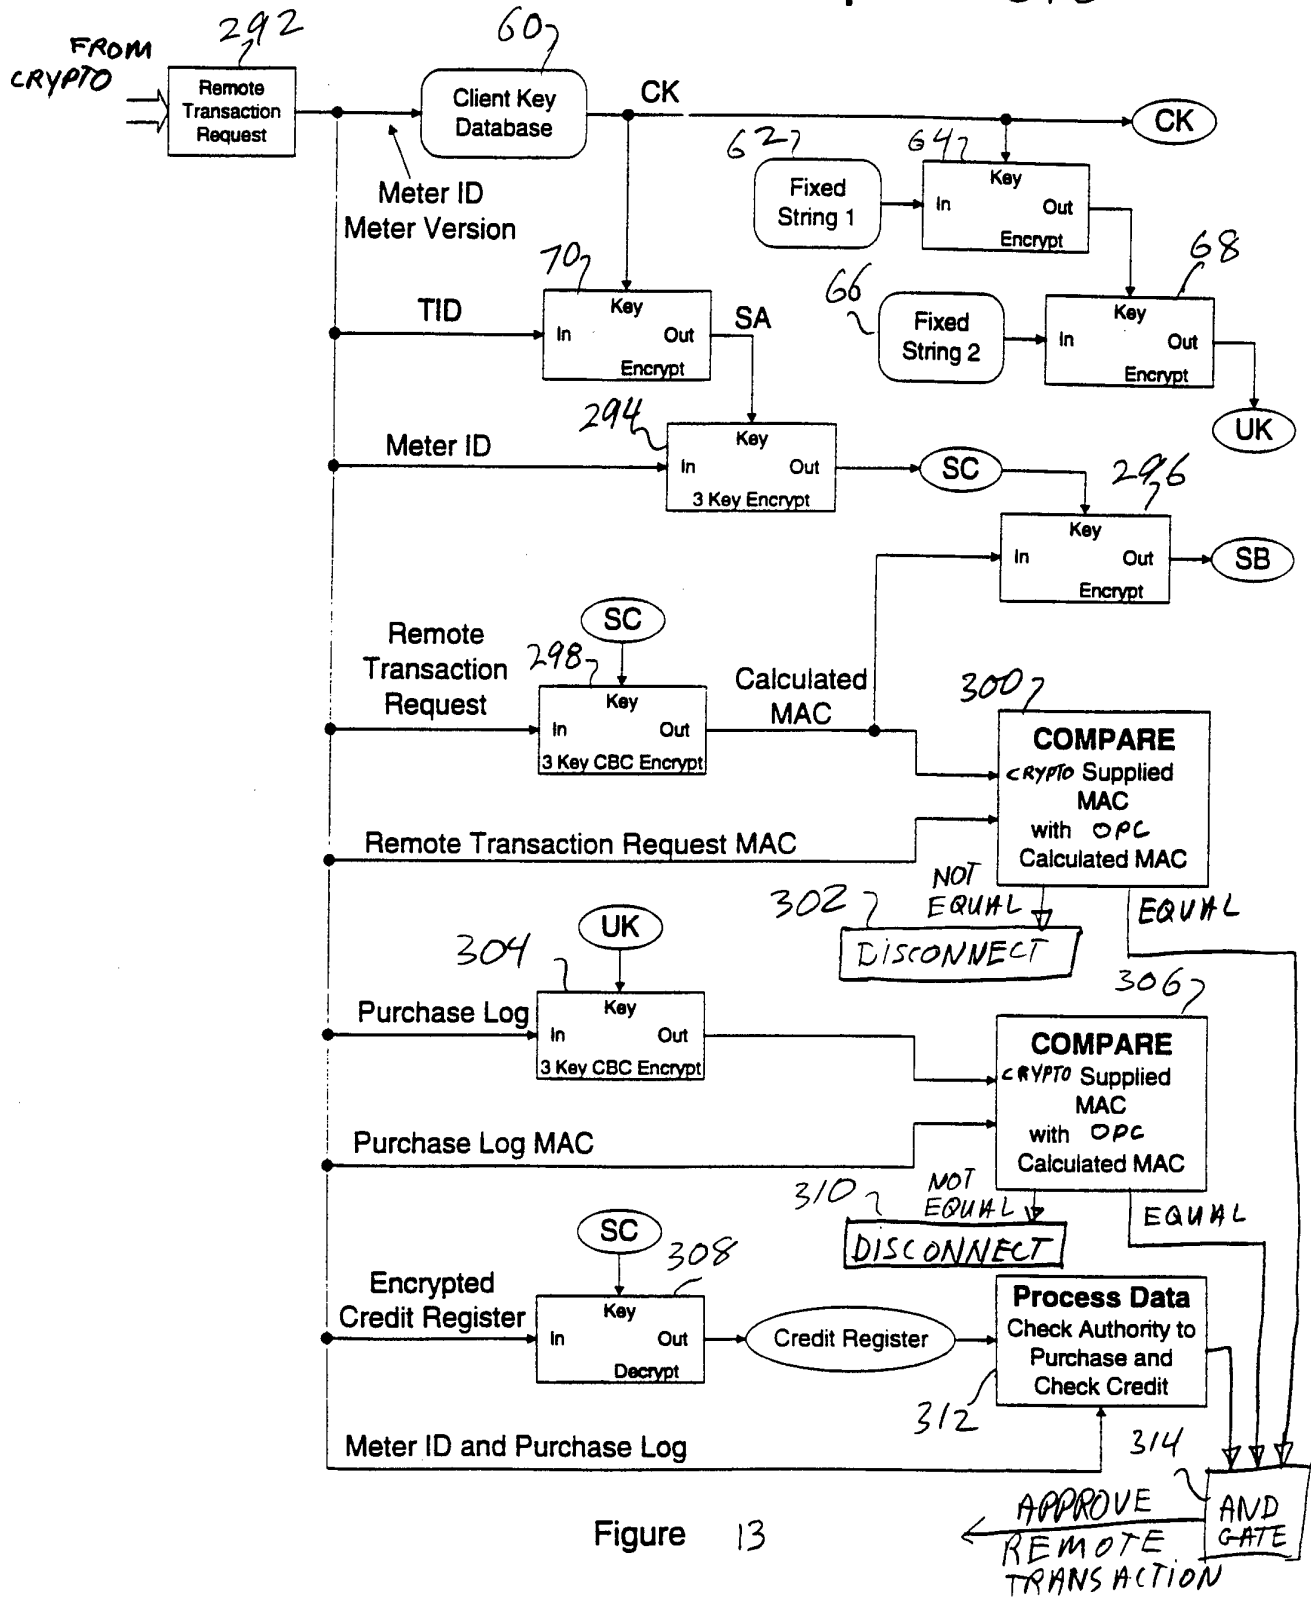 292
60
FROM
CRYPTO
Remote
Transaction
Request
Client Key
Database
CK
CK
62
64
Fixed
String 1
Key
In
Out
Encrypt
Meter ID
Meter Version
70
66
68
TID
Key
In
Out
Encrypt
SA
Fixed
String 2
Key
In
Out
Encrypt
UK
294
Meter ID
Key
In
Out
3 Key Encrypt
SC
296
Key
In
Out
Encrypt
SB
SC
Remote
Transaction
Request
298
Key
In
Out
3 Key CBC Encrypt
Calculated
MAC
300
COMPARE
CRYPTO Supplied
MAC
with OPC
Calculated MAC
Remote Transaction Request MAC
302
NOT
EQUAL
EQUAL
DISCONNECT
UK
304
306
Purchase Log
Key
In
Out
3 Key CBC Encrypt
COMPARE
CRYPTO Supplied
MAC
with OPC
Calculated MAC
Purchase Log MAC
310
NOT
EQUAL
EQUAL
DISCONNECT
SC
308
Encrypted
Credit Register
Key
In
Out
Decrypt
Credit Register
Process Data
Check Authority to
Purchase and
Check Credit
312
Meter ID and Purchase Log
314
AND
GATE
APPROVE
REMOTE
TRANSACTION
Figure 13